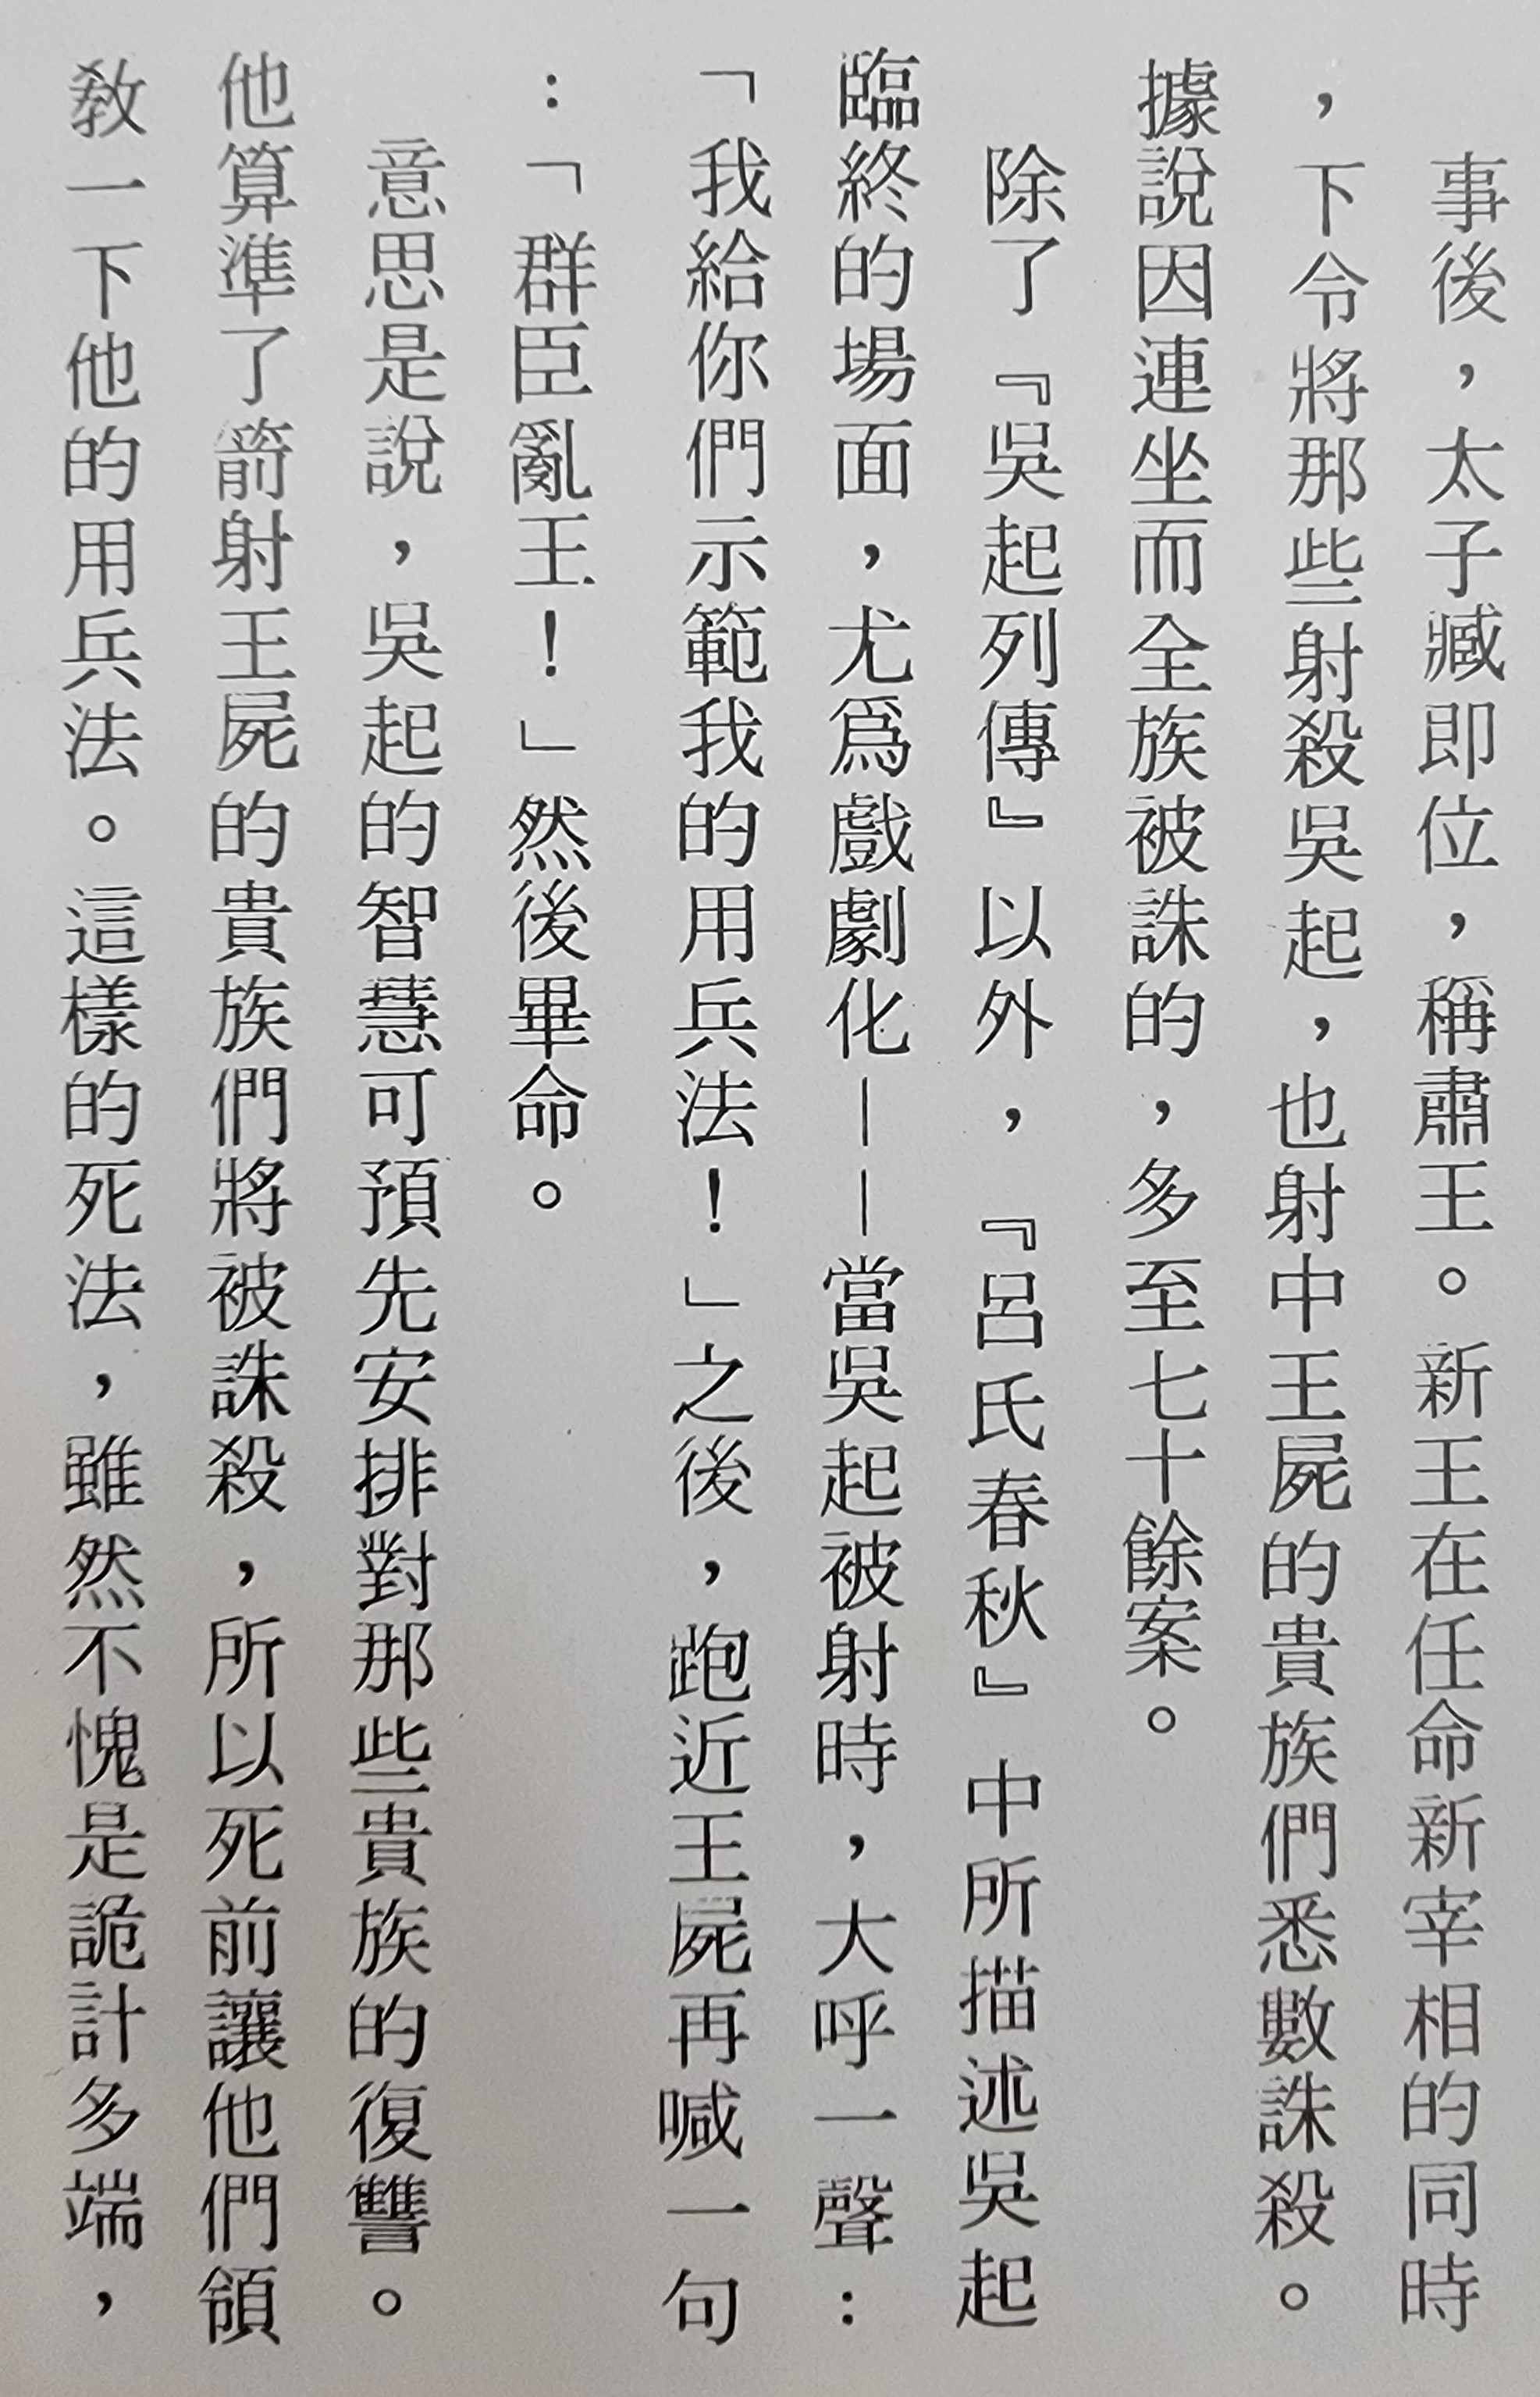 事後，太子臧即位，稱肅王。新王在任命新宰相的同時
，下令將那些射殺吳起，也射中王屍的貴族們悉數誅殺。
據說因連坐而全族被誅的，多至七十餘案。
除了『吳起列傳』以外，『呂氏春秋』中所描述吳起
臨終的場面，尤爲戲劇化——當吳起被射時，大呼一聲：
「我給你們示範我的用兵法！」之後，跑近王屍再喊一句
：「群臣亂王！」然後畢命。
意思是說，吳起的智慧可預先安排對那些貴族的復讐。
他算準了箭射王屍的貴族們將被誅殺，所以死前讓他們領
教一下他的用兵法。這樣的死法，雖然不愧是詭計多端，